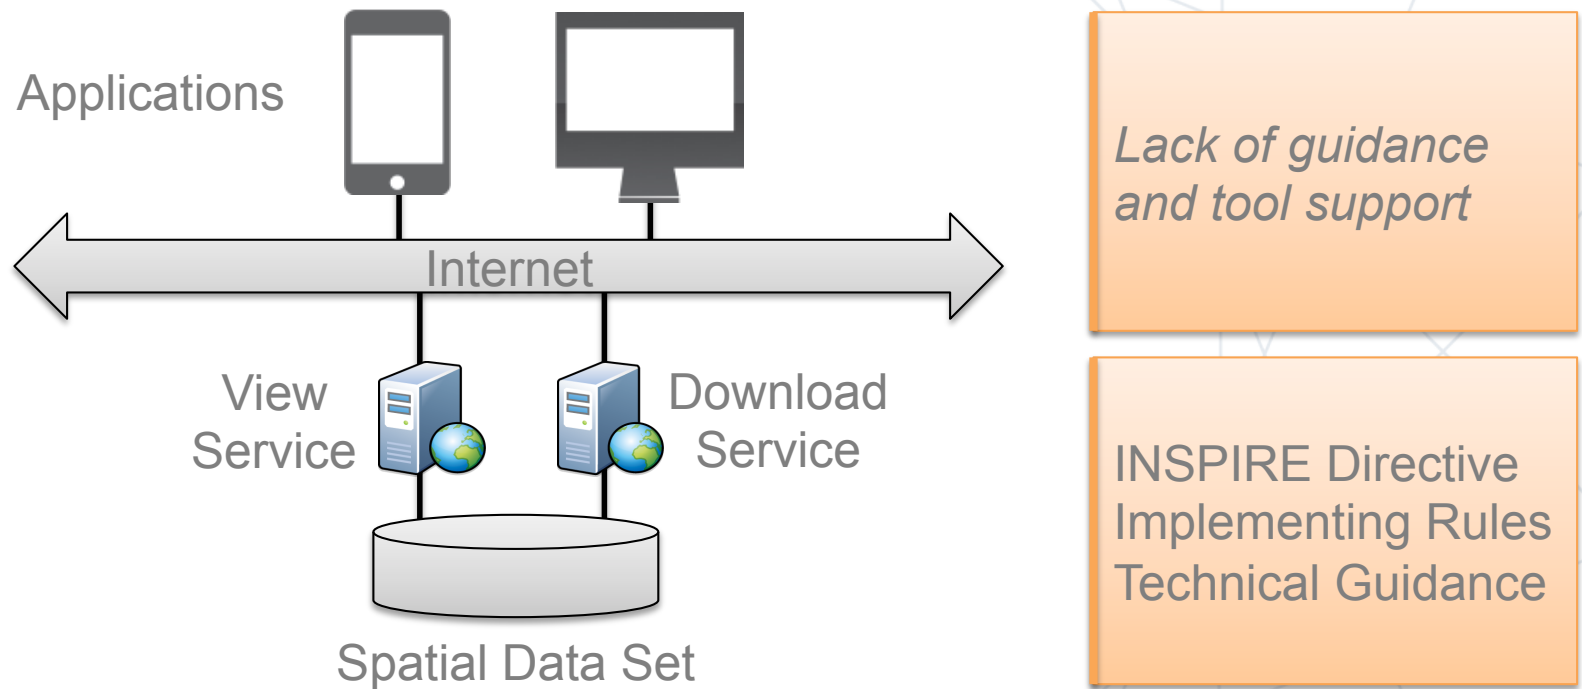 Applications
Internet
View
Service
Download
Service
Spatial Data Set
Lack of guidance
and tool support
INSPIRE Directive
Implementing Rules
Technical Guidance